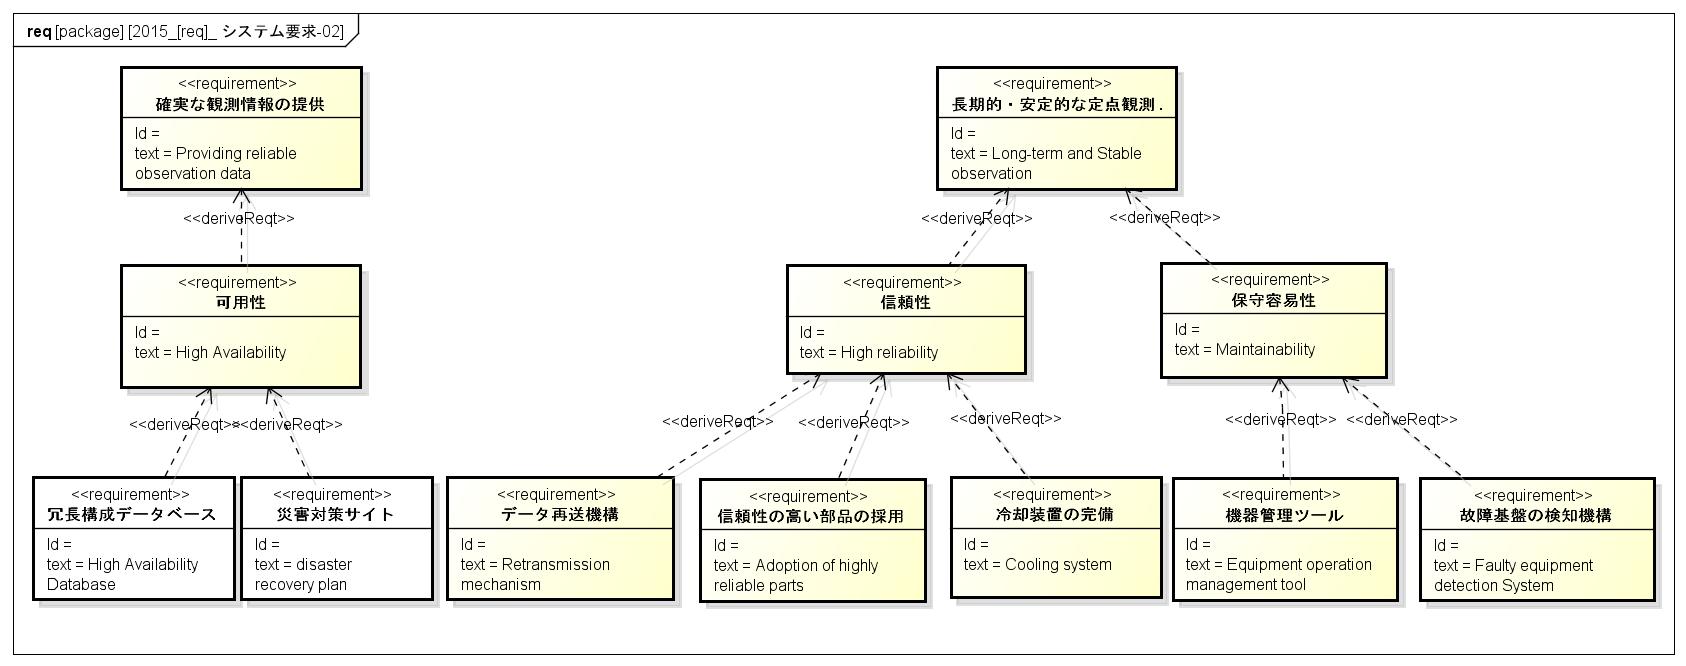 req [package] [2015_[req]_ システム要求-02]
<<requirement>>
確実な観測情報の提供
Id =
text = Providing reliable
observation data
<<requirement>>
長期的・安定的な定点観測.
Id =
text = Long-term and Stable
observation
<<deriveReqt>>
<<deriveReqt>>
<<deriveReqt>>
<<requirement>>
可用性
Id =
text = High Availability
<<requirement>>
信頼性
Id =
text = High reliability
<<requirement>>
保守容易性
Id =
text = Maintainability
<<deriveReqt>>
<<deriveReqt>>
<<deriveReqt>>
<<deriveReqt>>
<<deriveReqt>>
<<deriveReqt>>
<<deriveReqt>>
<<requirement>>
冗長構成データベース
Id =
text = High Availability
Database
<<requirement>>
災害対策サイト
Id =
text = disaster
recovery plan
<<requirement>>
データ再送機構
Id =
text = Retransmission
mechanism
<<requirement>>
信頼性の高い部品の採用
Id =
text = Adoption of highly
reliable parts
<<requirement>>
冷却装置の完備
Id =
text = Cooling system
<<requirement>>
機器管理ツール
Id =
text = Equipment operation
management tool
<<requirement>>
故障基盤の検知機構
Id =
text = Faulty equipment
detection System